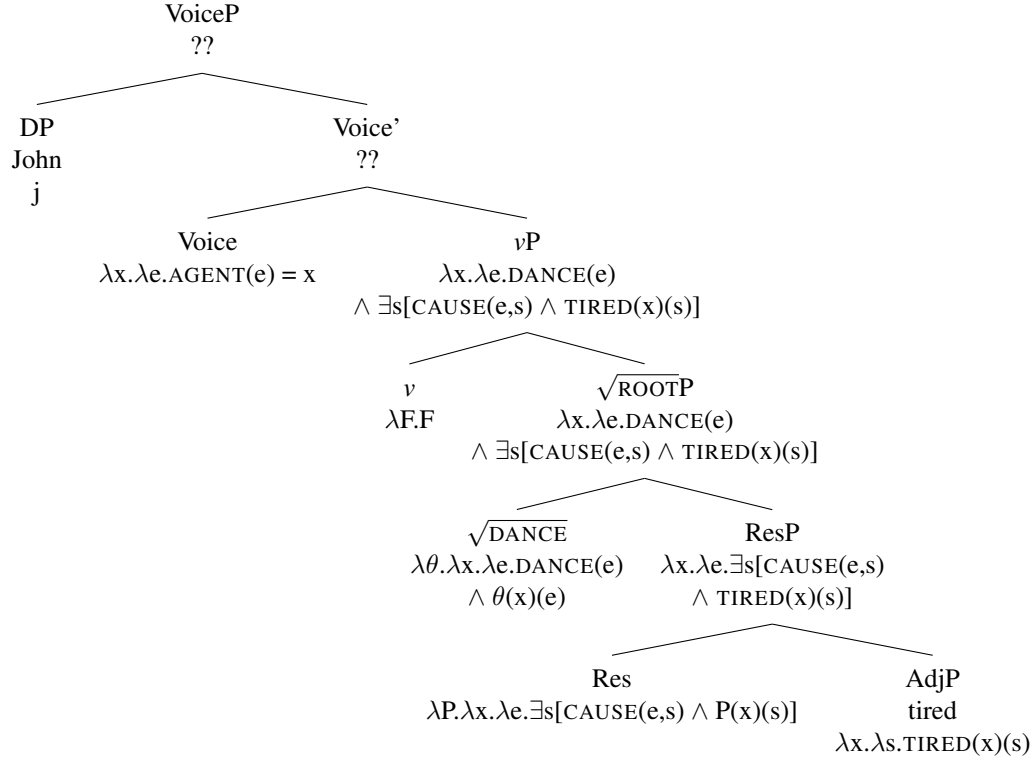 VoiceP
??
DP
John
j
Voice’
??
Voice
λx.λe.AGENT(e) = x
vP
λx.λe.DANCE(e)
∧ ∃s[CAUSE(e,s) ∧ TIRED(x)(s)]
v
λF.F
√ROOTP
λx.λe.DANCE(e)
∧ ∃s[CAUSE(e,s) ∧ TIRED(x)(s)]
√DANCE
λθ.λx.λe.DANCE(e)
∧ θ(x)(e)
ResP
λx.λe.∃s[CAUSE(e,s)
∧ TIRED(x)(s)]
Res
λP.λx.λe.∃s[CAUSE(e,s) ∧ P(x)(s)]
AdjP
tired
λx.λs.TIRED(x)(s)